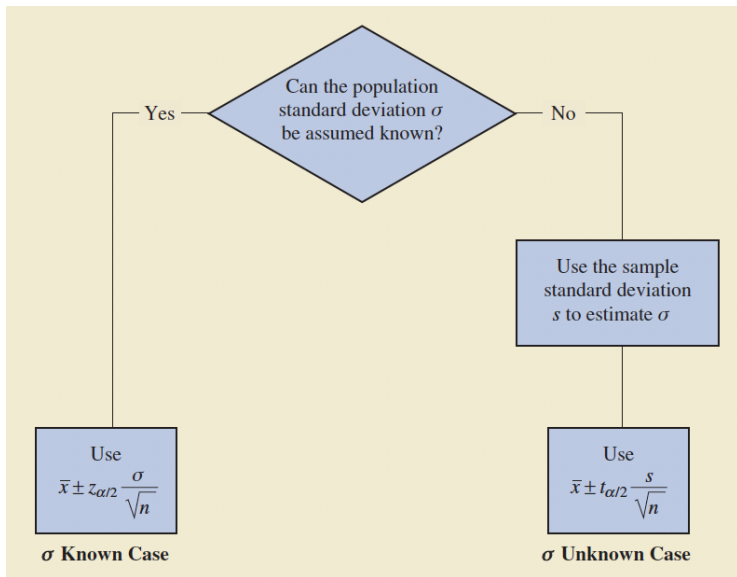 Can the population
standard deviation σ
be assumed known?
Yes
No
Use the sample
standard deviation
s to estimate σ
Use
x̄ ± z_{α/2} σ/√n
σ Known Case
Use
x̄ ± t_{α/2} s/√n
σ Unknown Case